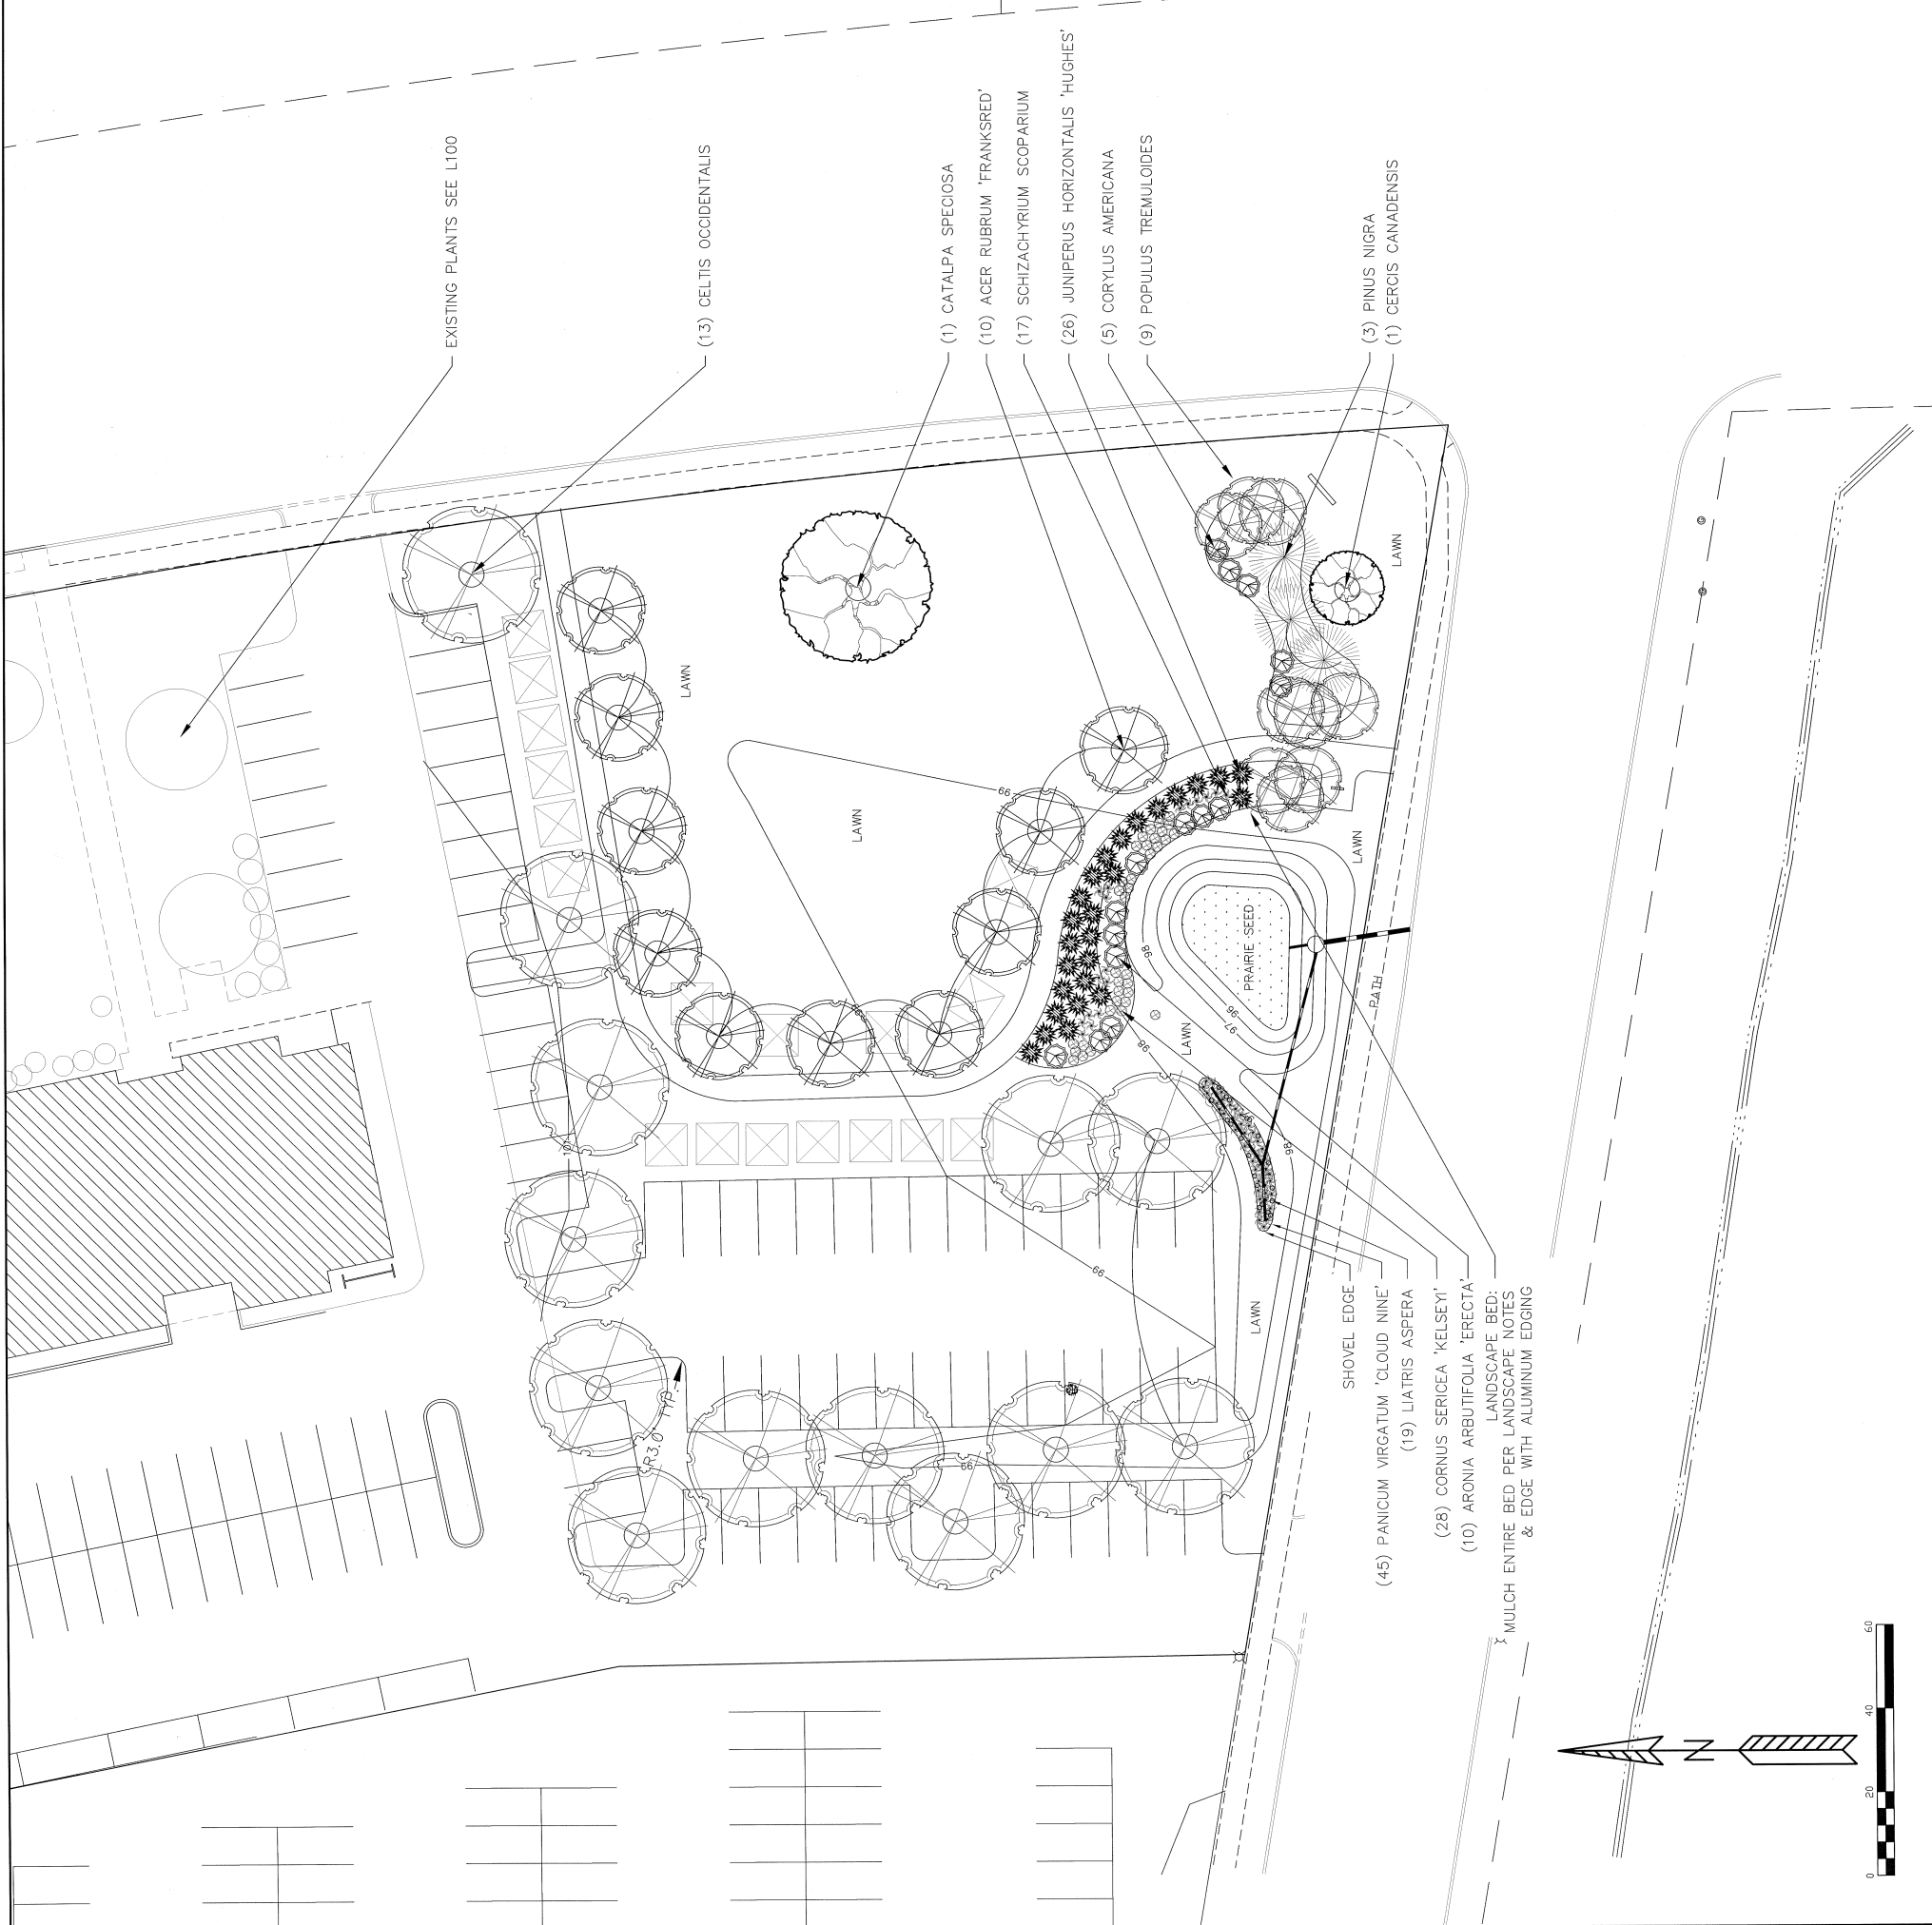 EXISTING PLANTS SEE L100
(13) CELTIS OCCIDENTALIS
(1) CATALPA SPECIOSA
(10) ACER RUBRUM 'FRANKSRED'
(17) SCHIZACHYRIUM SCOPARIUM
(26) JUNIPERUS HORIZONTALIS 'HUGHES'
(5) CORYLUS AMERICANA
(9) POPULUS TREMULOIDES
(3) PINUS NIGRA
(1) CERCIS CANADENSIS
LAWN
LAWN
LAWN
LAWN
LAWN
LAWN
PRAIRIE SEED
PATH
99
99
99
98
98
98
97
96
R3.0' TYP.
SHOVEL EDGE
(45) PANICUM VIRGATUM 'CLOUD NINE'
(19) LIATRIS ASPERA
(28) CORNUS SERICEA 'KELSEYI'
(10) ARONIA ARBUTIFOLIA 'ERECTA'
LANDSCAPE BED:
MULCH ENTIRE BED PER LANDSCAPE NOTES
& EDGE WITH ALUMINUM EDGING
N
0
20
40
60